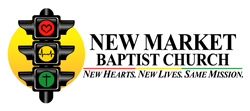 NEW MARKET
BAPTIST CHURCH
NEW HEARTS. NEW LIVES. SAME MISSION.